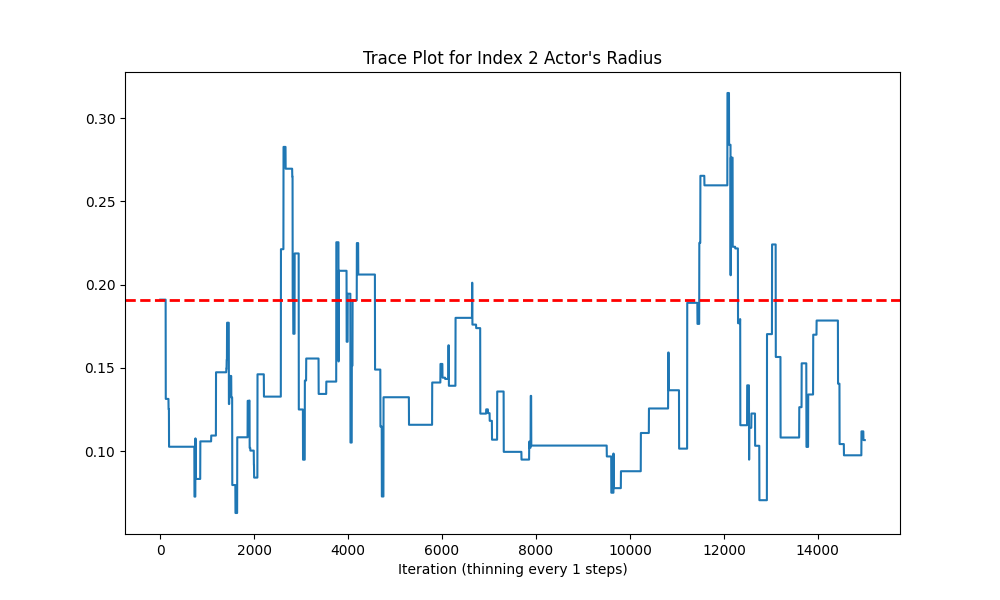 Trace Plot for Index 2 Actor's Radius
0.30
0.25
0.20
0.15
0.10
0 2000 4000 6000 8000 10000 12000 14000
Iteration (thinning every 1 steps)